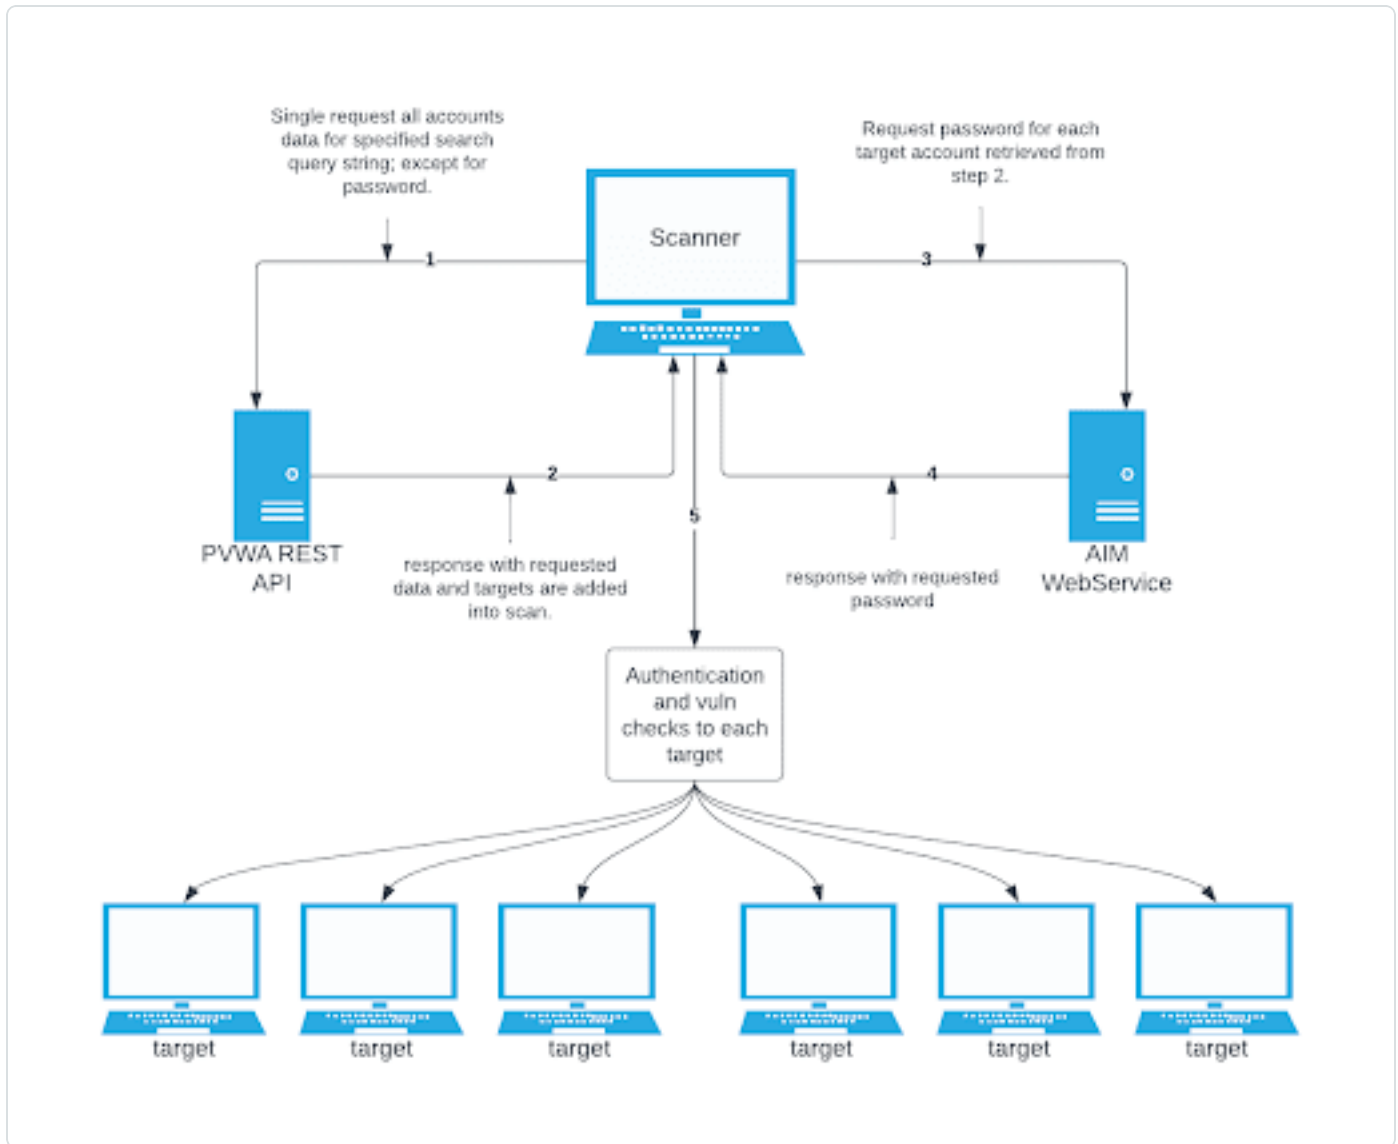 Single request all accounts
data for specified search
query string; except for
password.
Request password for each
target account retrieved from
step 2.
Scanner
1
3
2
4
5
PVWA REST
API
response with requested
data and targets are added
into scan.
response with requested
password
AIM
WebService
Authentication
and vuln
checks to each
target
target
target
target
target
target
target